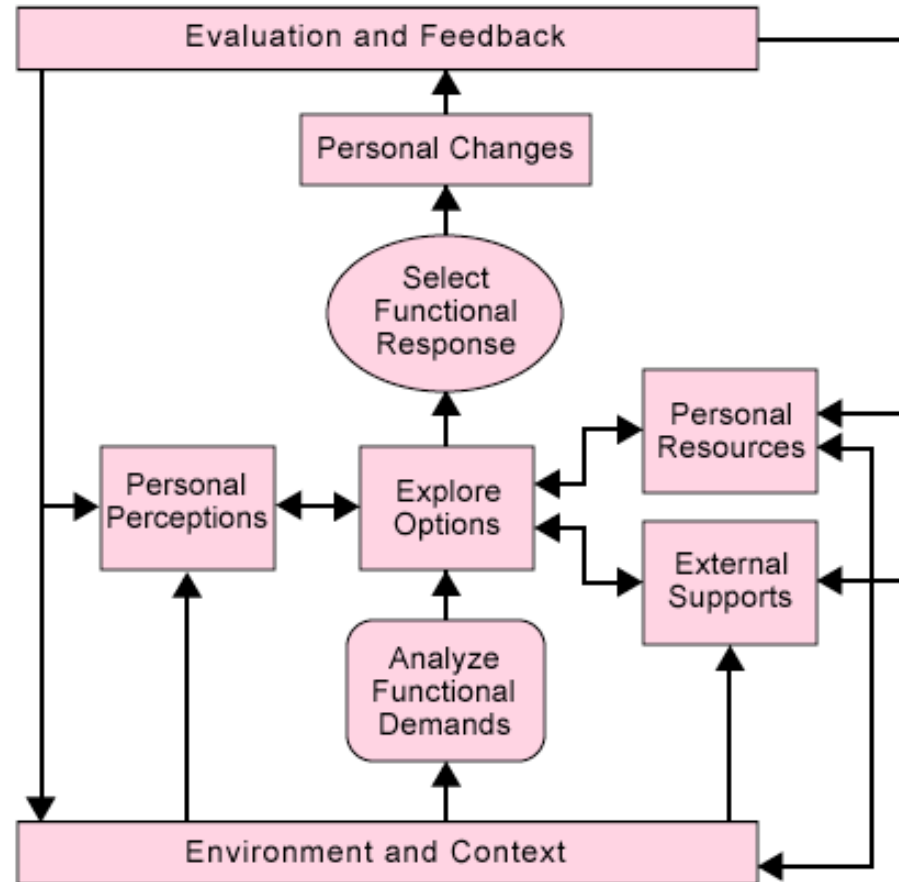 Evaluation and Feedback
Personal Changes
Select
Functional
Response
Personal
Resources
Personal
Perceptions
Explore
Options
External
Supports
Analyze
Functional
Demands
Environment and Context